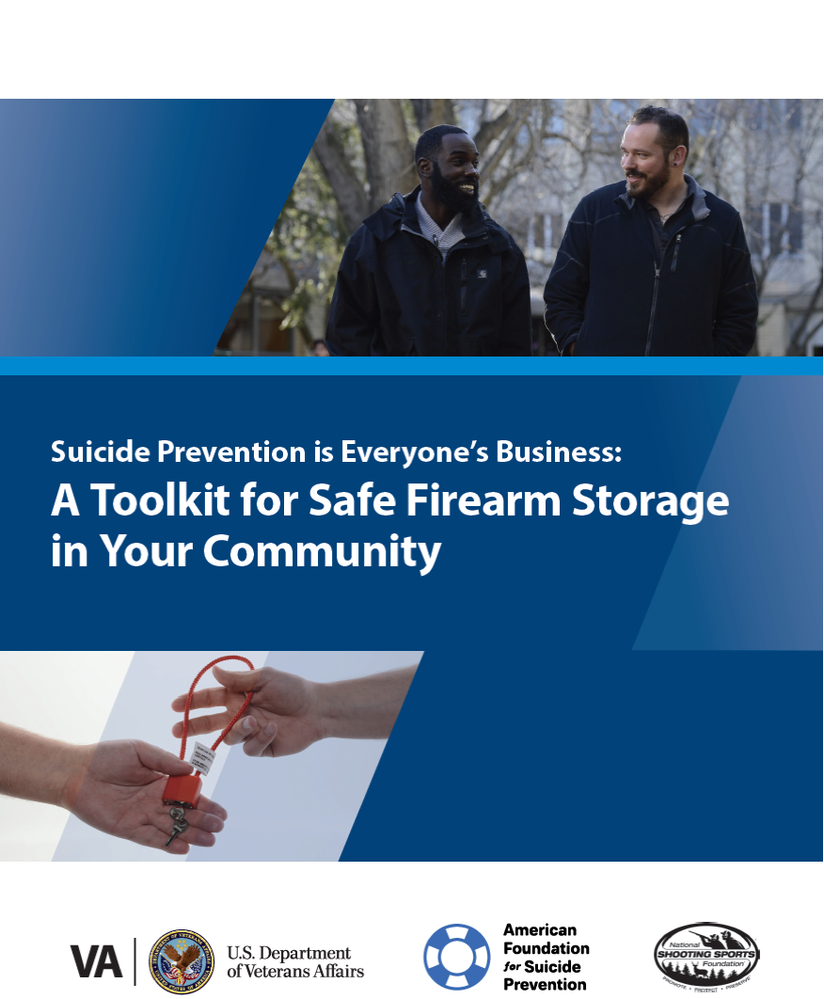 Suicide Prevention is Everyone’s Business:
A Toolkit for Safe Firearm Storage
in Your Community
VA
U.S. Department
of Veterans Affairs
American
Foundation
for Suicide
Prevention
National
SHOOTING SPORTS
Foundation
PROMOTE • PROTECT • PRESERVE